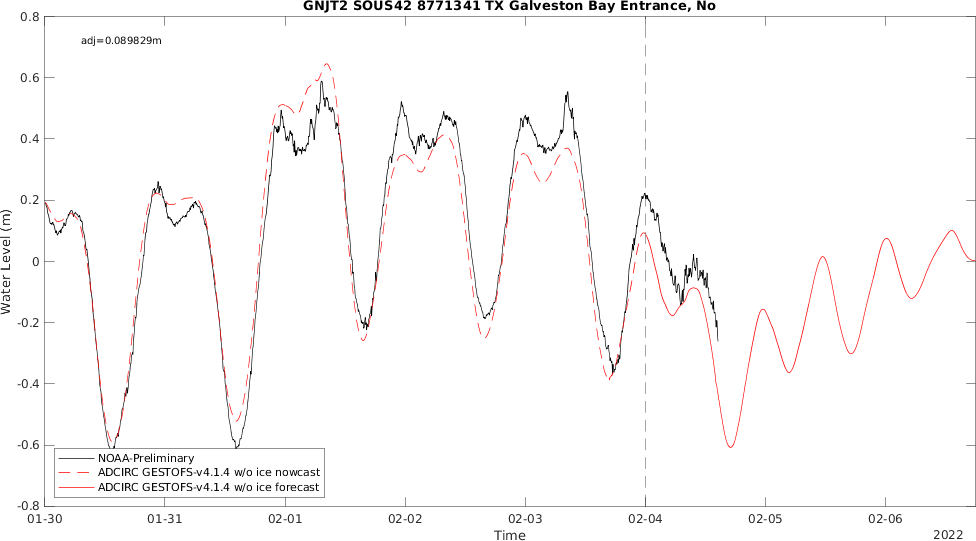 GNJT2 SOUS42 8771341 TX Galveston Bay Entrance, No
adj=0.089829m
0.8
0.6
0.4
0.2
0
-0.2
-0.4
-0.6
-0.8
Water Level (m)
NOAA-Preliminary
ADCIRC GESTOFS-v4.1.4 w/o ice nowcast
ADCIRC GESTOFS-v4.1.4 w/o ice forecast
01-30 01-31 02-01 02-02 02-03 02-04 02-05 02-06
Time
2022